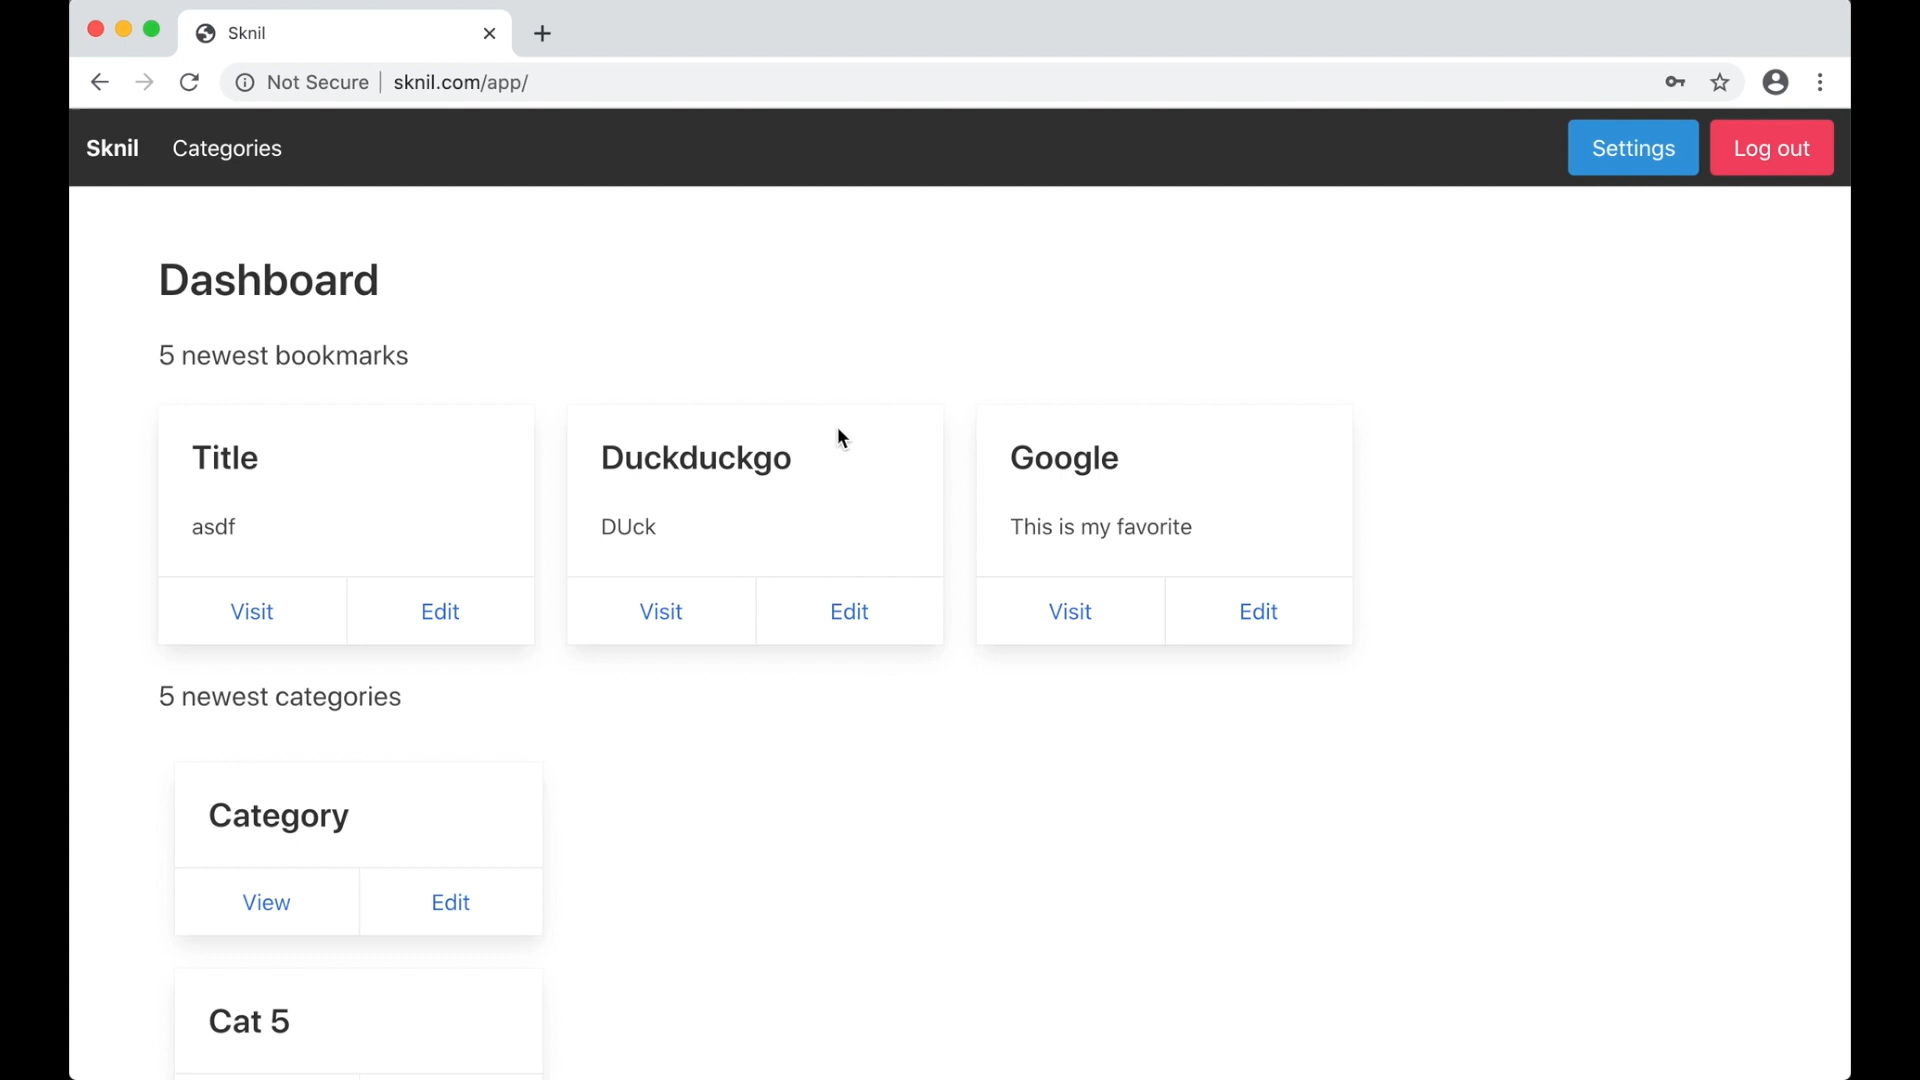 Sknil
Not Secure | sknil.com/app/
Sknil Categories Settings Log out
Dashboard
5 newest bookmarks
Title Duckduckgo Google
asdf DUck This is my favorite
Visit Edit Visit Edit Visit Edit
5 newest categories
Category
View Edit
Cat 5